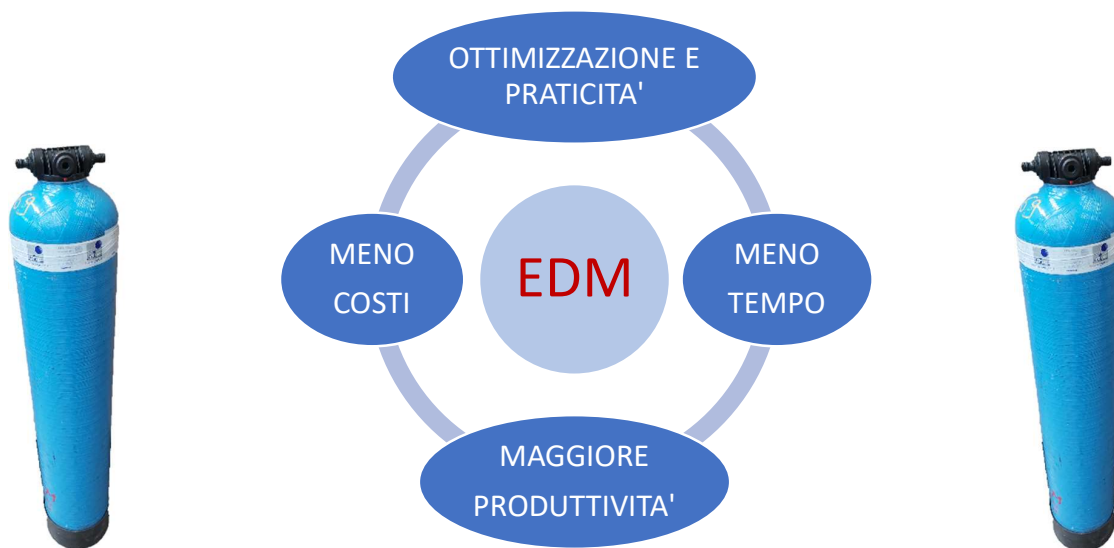 OTTIMIZZAZIONE E
PRATICITA'
MENO
COSTI
EDM
MENO
TEMPO
MAGGIORE
PRODUTTIVITA'